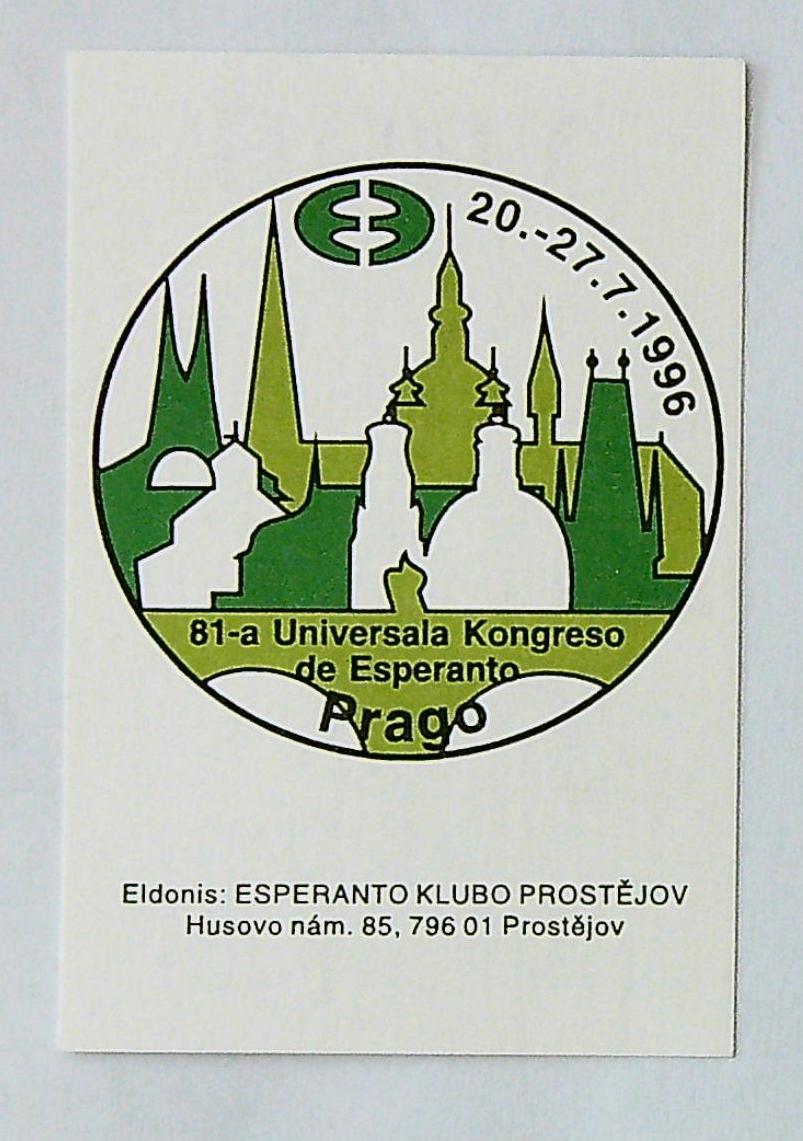 20.-27.7.1996
81-a Universala Kongreso
de Esperanto
Prago
Eldonis: ESPERANTO KLUBO PROSTĚJOV
Husovo nám. 85, 796 01 Prostějov